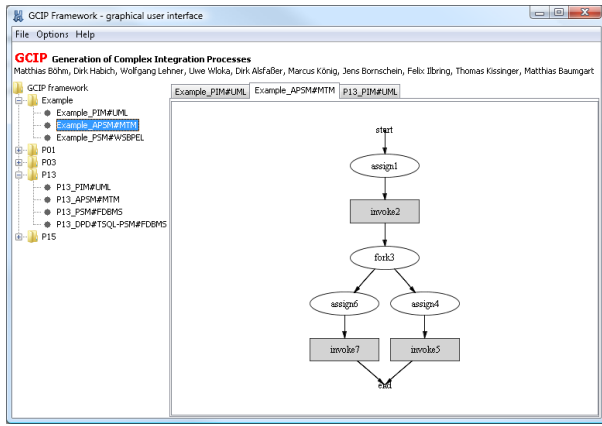 GCIP Framework - graphical user interface
File Options Help
GCIP Generation of Complex Integration Processes
Matthias Böhm, Dirk Habich, Wolfgang Lehner, Uwe Wloka, Dirk Alsfaßer, Marcus König, Jens Bornschein, Felix Ilbring, Thomas Kissinger, Matthias Baumgart
GCIP framework
Example
Example_PIM#UML
Example_APSM#MTM
Example_PSM#WSBPEL
P01
P03
P13
P13_PIM#UML
P13_APSM#MTM
P13_PSM#FDBMS
P13_DPD#TSQL-PSM#FDBMS
P15
Example_PIM#UML Example_APSM#MTM P13_PIM#UML
start
assign1
invoke2
fork3
assign6 assign4
invoke7 invoke5
end